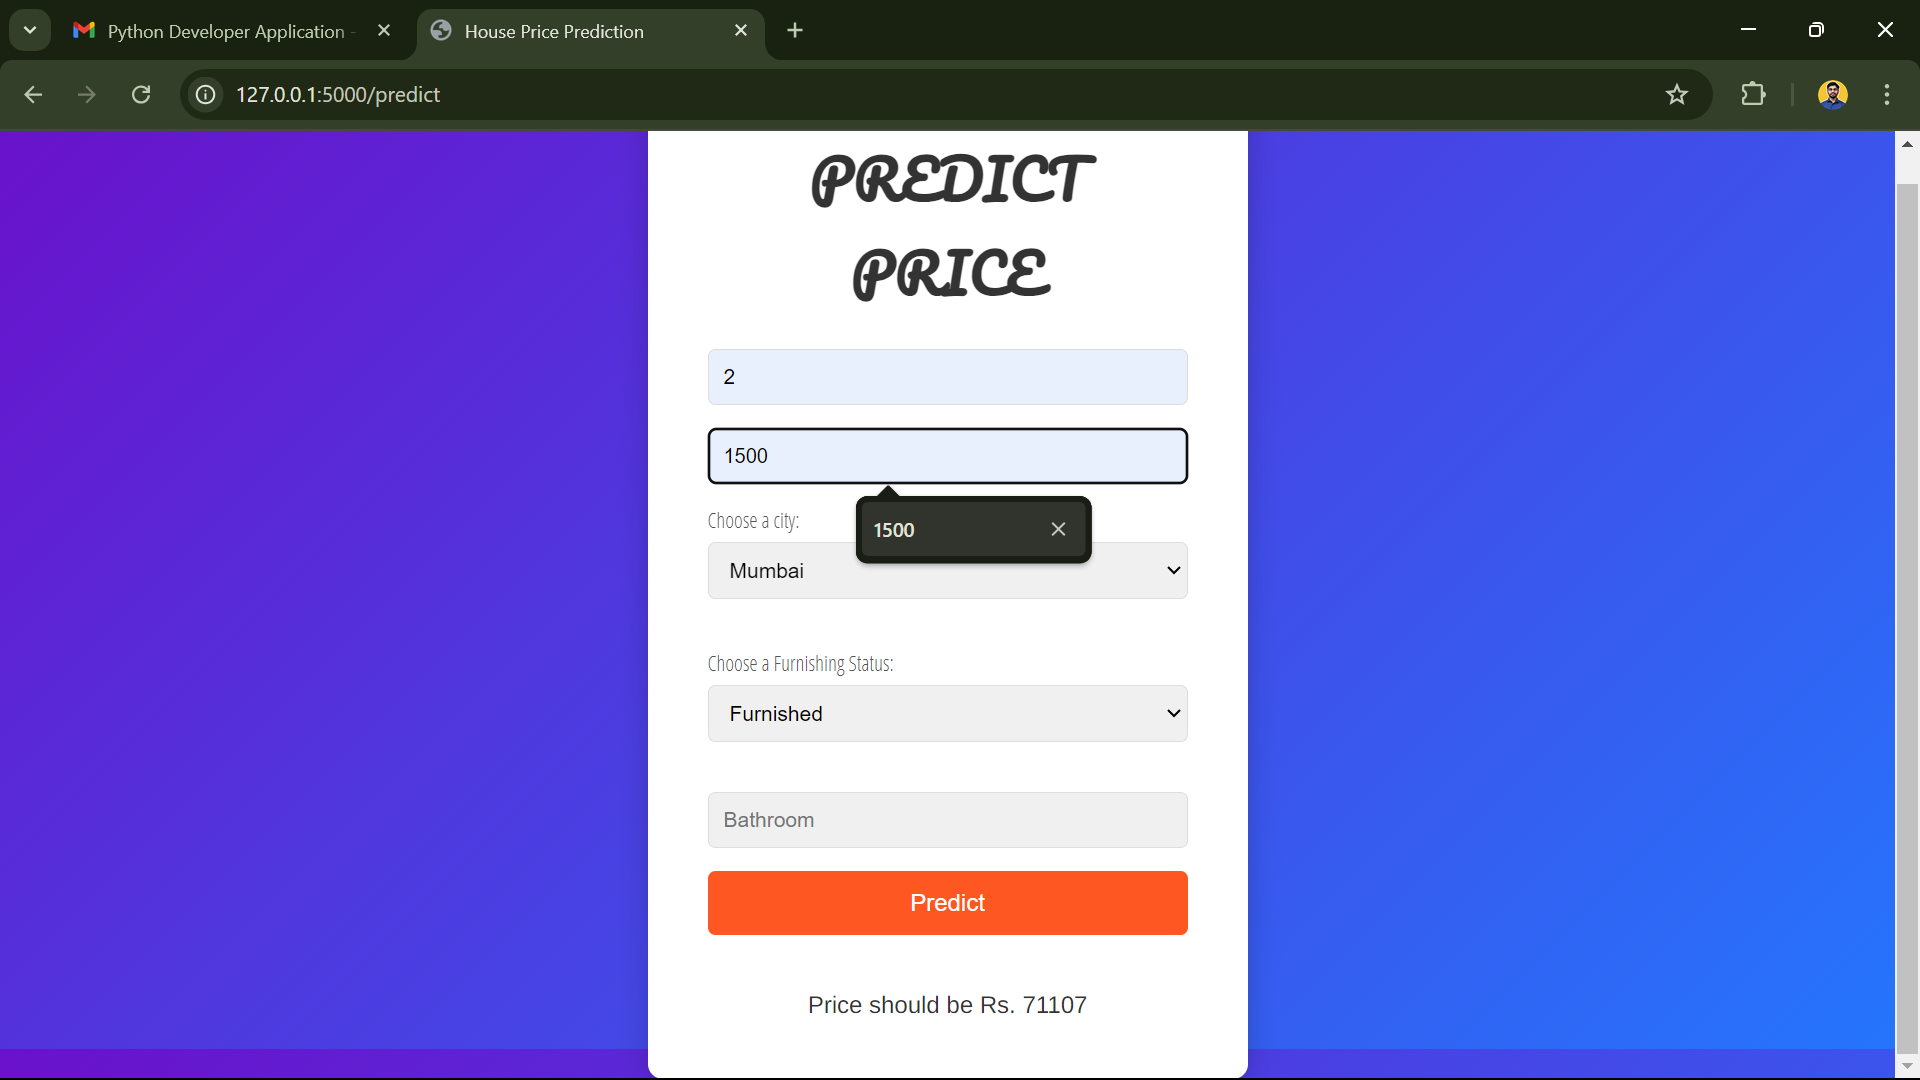 Python Developer Application -
House Price Prediction
127.0.0.1:5000/predict
PREDICT
PRICE
2
1500
1500
Choose a city:
Mumbai
Choose a Furnishing Status:
Furnished
Bathroom
Predict
Price should be Rs. 71107